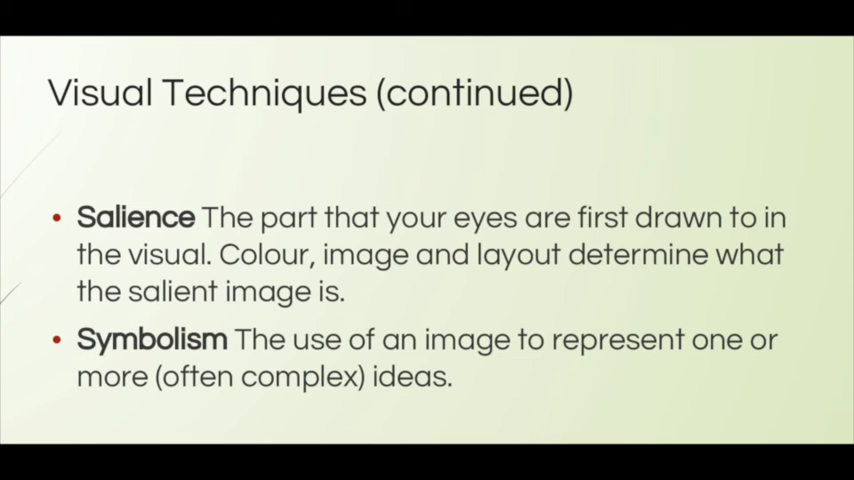 Visual Techniques (continued)
• Salience The part that your eyes are first drawn to in
the visual. Colour, image and layout determine what
the salient image is.
• Symbolism The use of an image to represent one or
more (often complex) ideas.